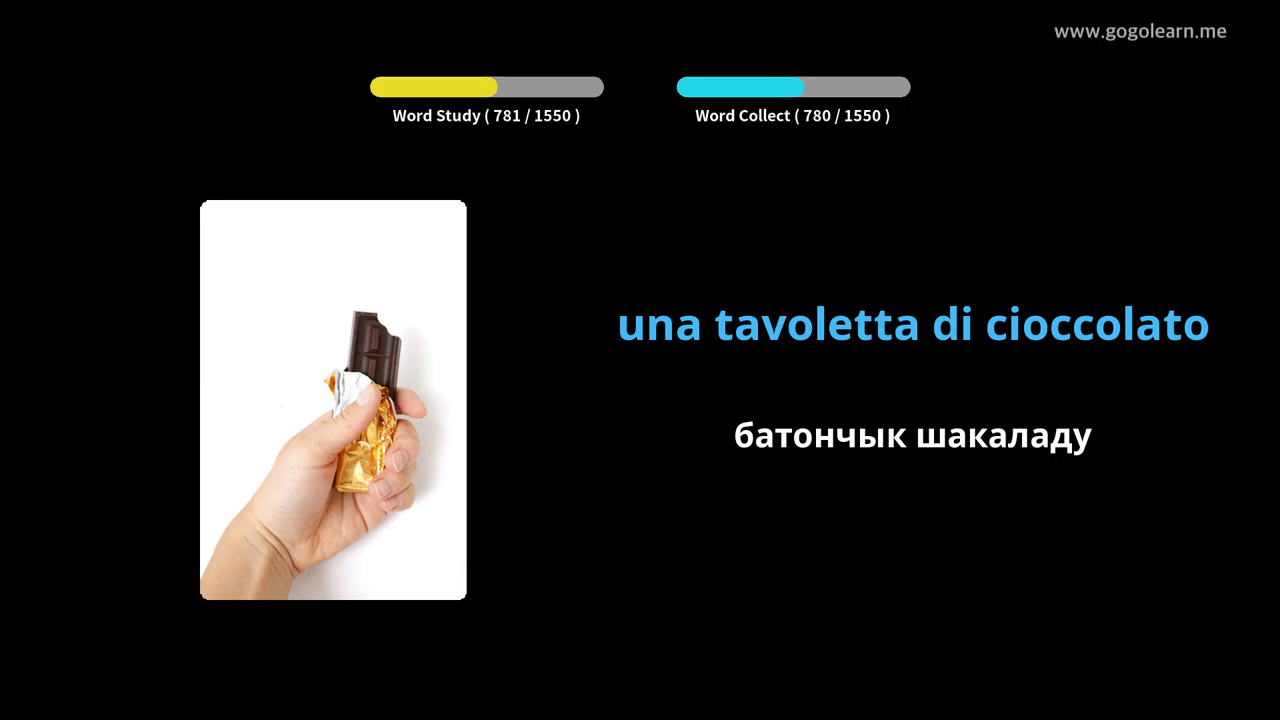 www.gogolearn.me
Word Study ( 781 / 1550 )
Word Collect ( 780 / 1550 )
una tavoletta di cioccolato
батончык шакаладу